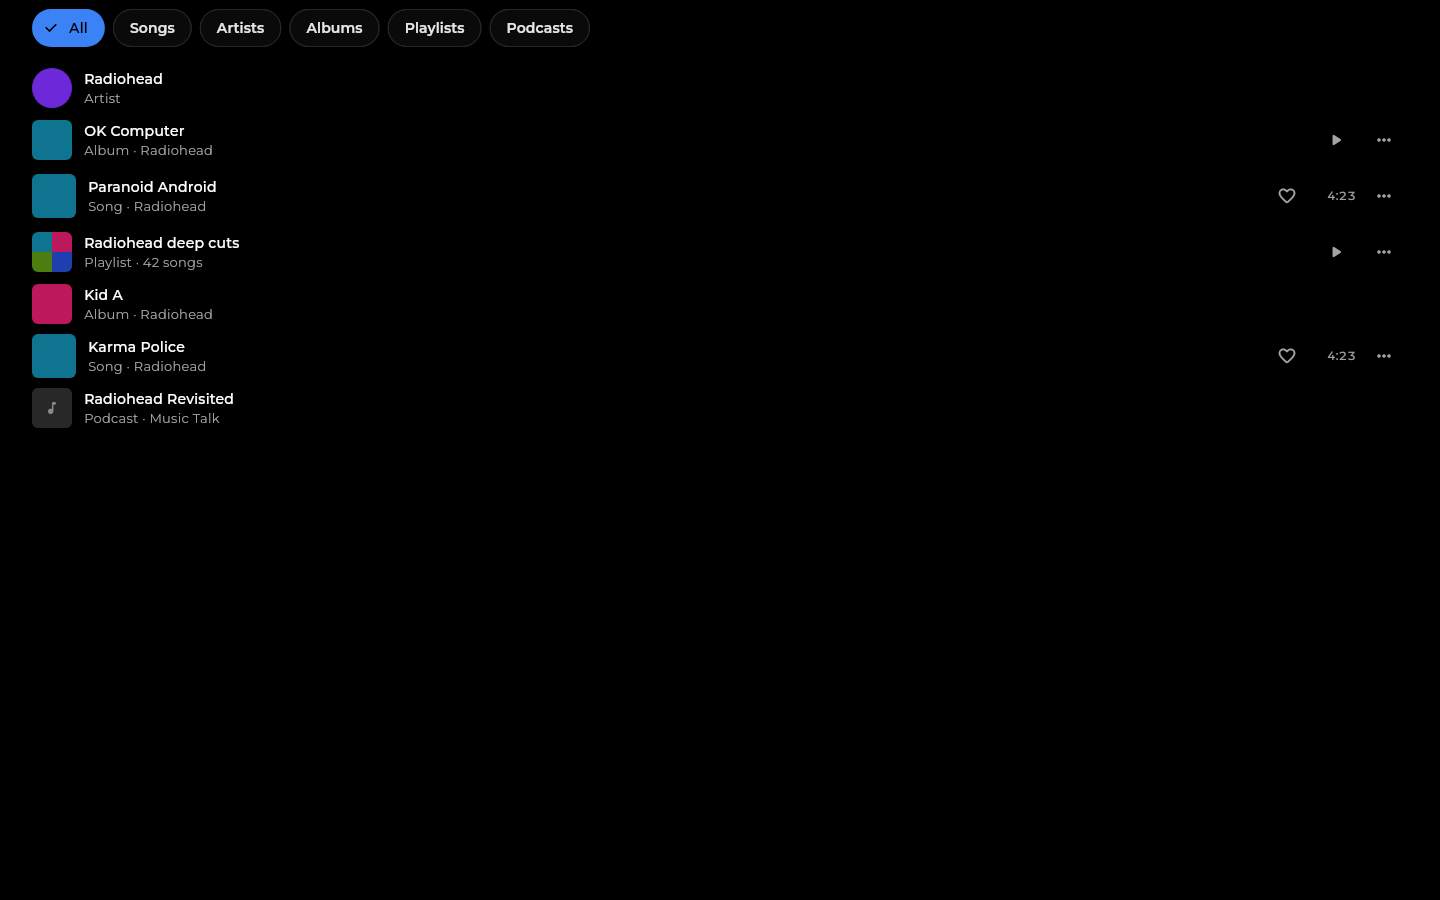 All Songs Artists Albums Playlists Podcasts
Radiohead
Artist
OK Computer
Album · Radiohead
Paranoid Android
Song · Radiohead
4:23
Radiohead deep cuts
Playlist · 42 songs
Kid A
Album · Radiohead
Karma Police
Song · Radiohead
4:23
Radiohead Revisited
Podcast · Music Talk